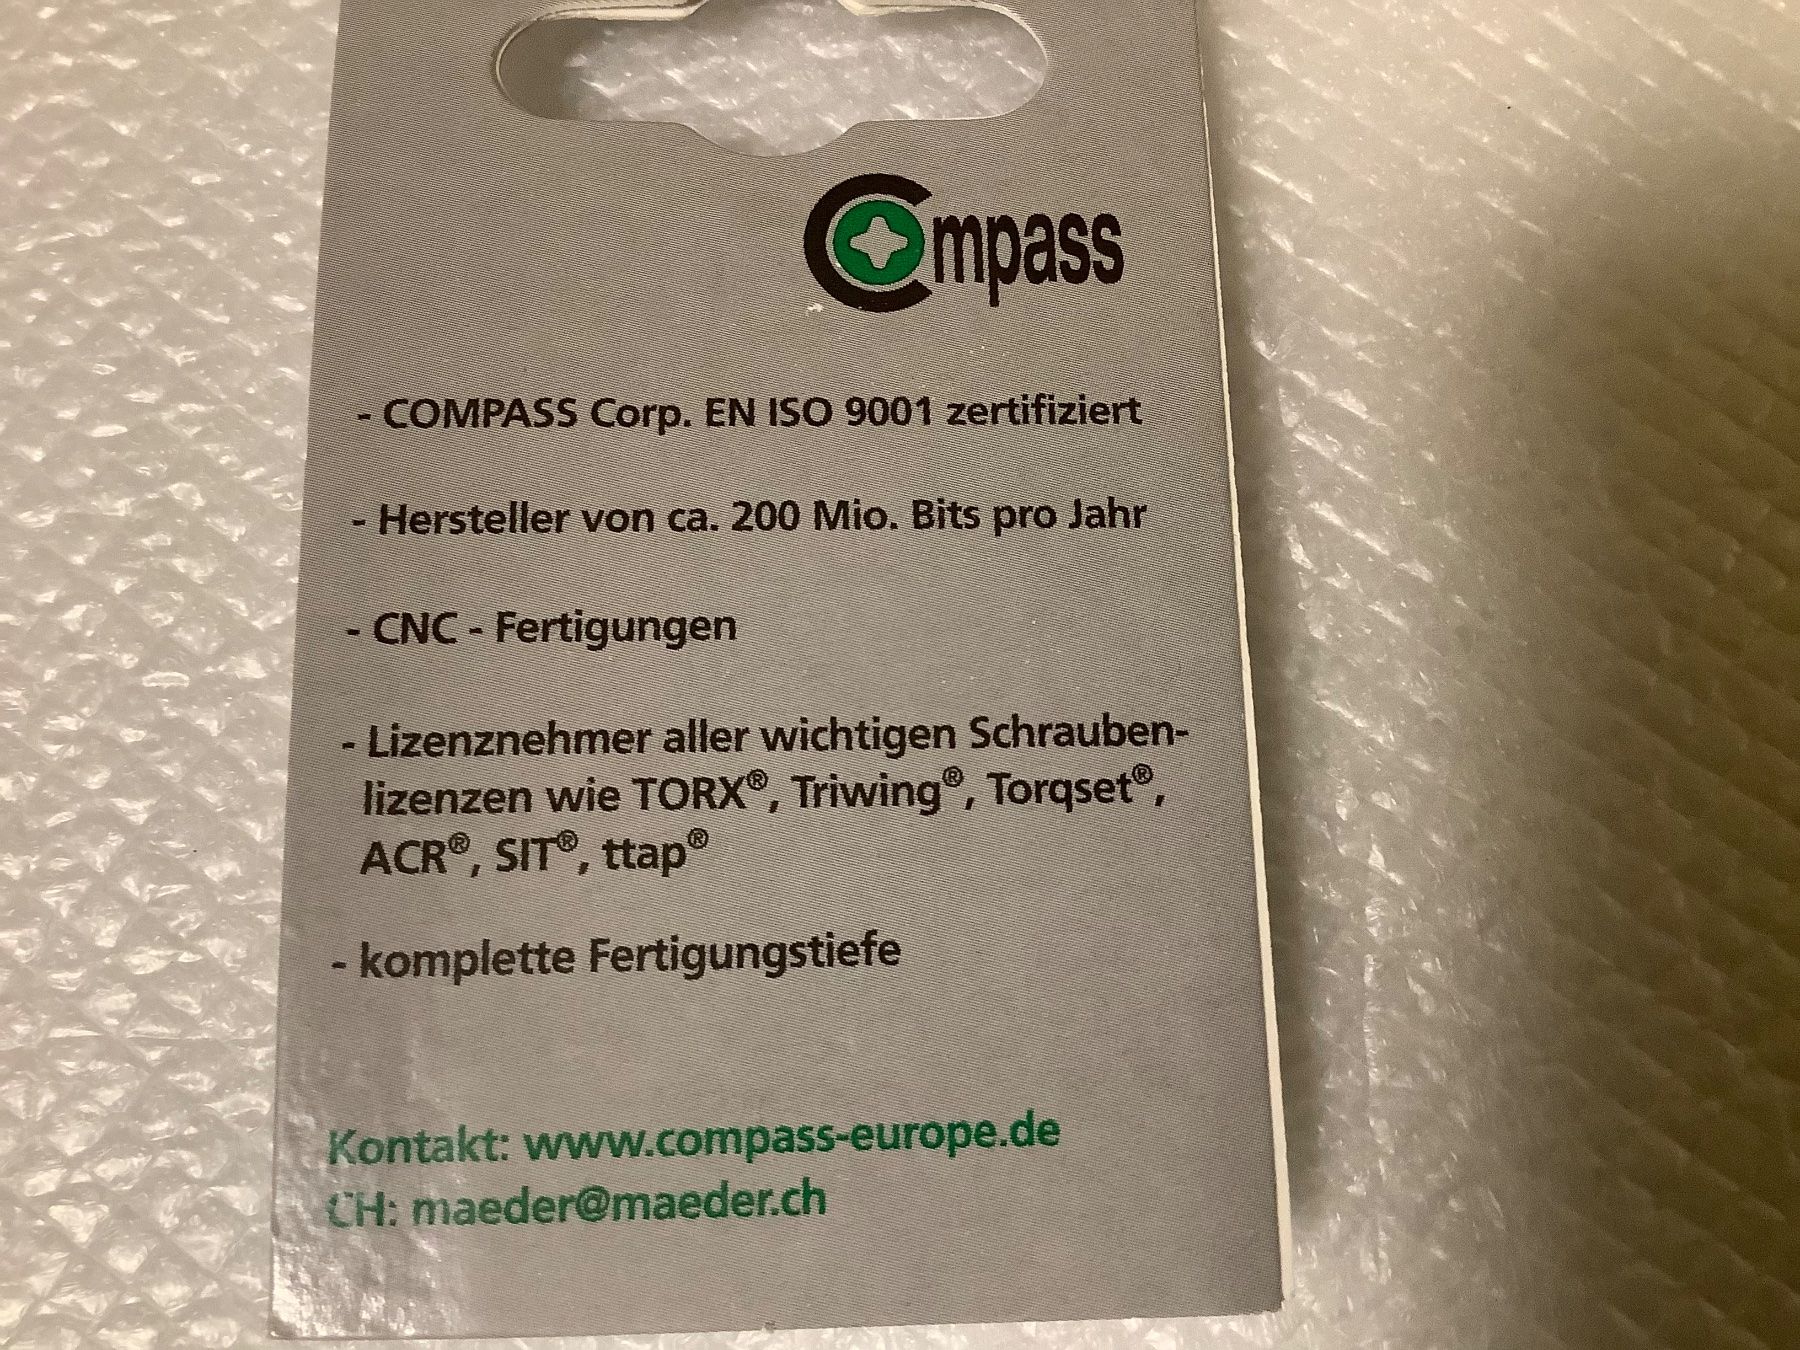 Compass
- COMPASS Corp. EN ISO 9001 zertifiziert
- Hersteller von ca. 200 Mio. Bits pro Jahr
- CNC - Fertigungen
- Lizenznehmer aller wichtigen Schrauben-
lizenzen wie TORX®, Triwing®, Torqset®,
ACR®, SIT®, ttap®
- komplette Fertigungstiefe
Kontakt: www.compass-europe.de
CH: maeder@maeder.ch